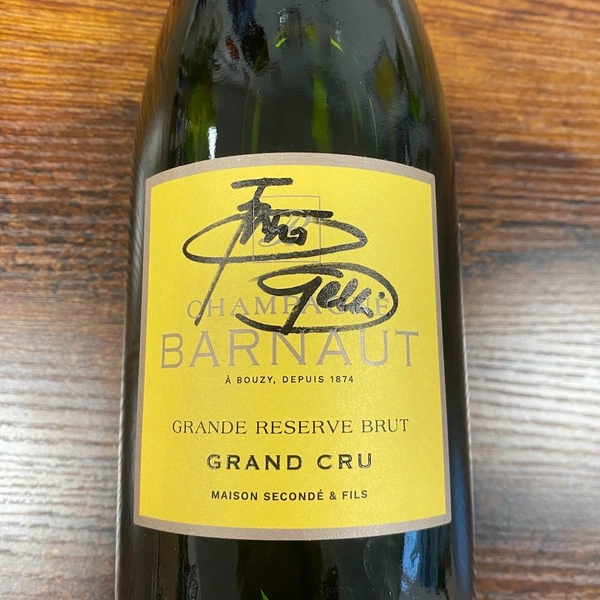 CHAMPAGNE
BARNAUT
À BOUZY, DEPUIS 1874
GRANDE RESERVE BRUT
GRAND CRU
MAISON SECONDÉ & FILS